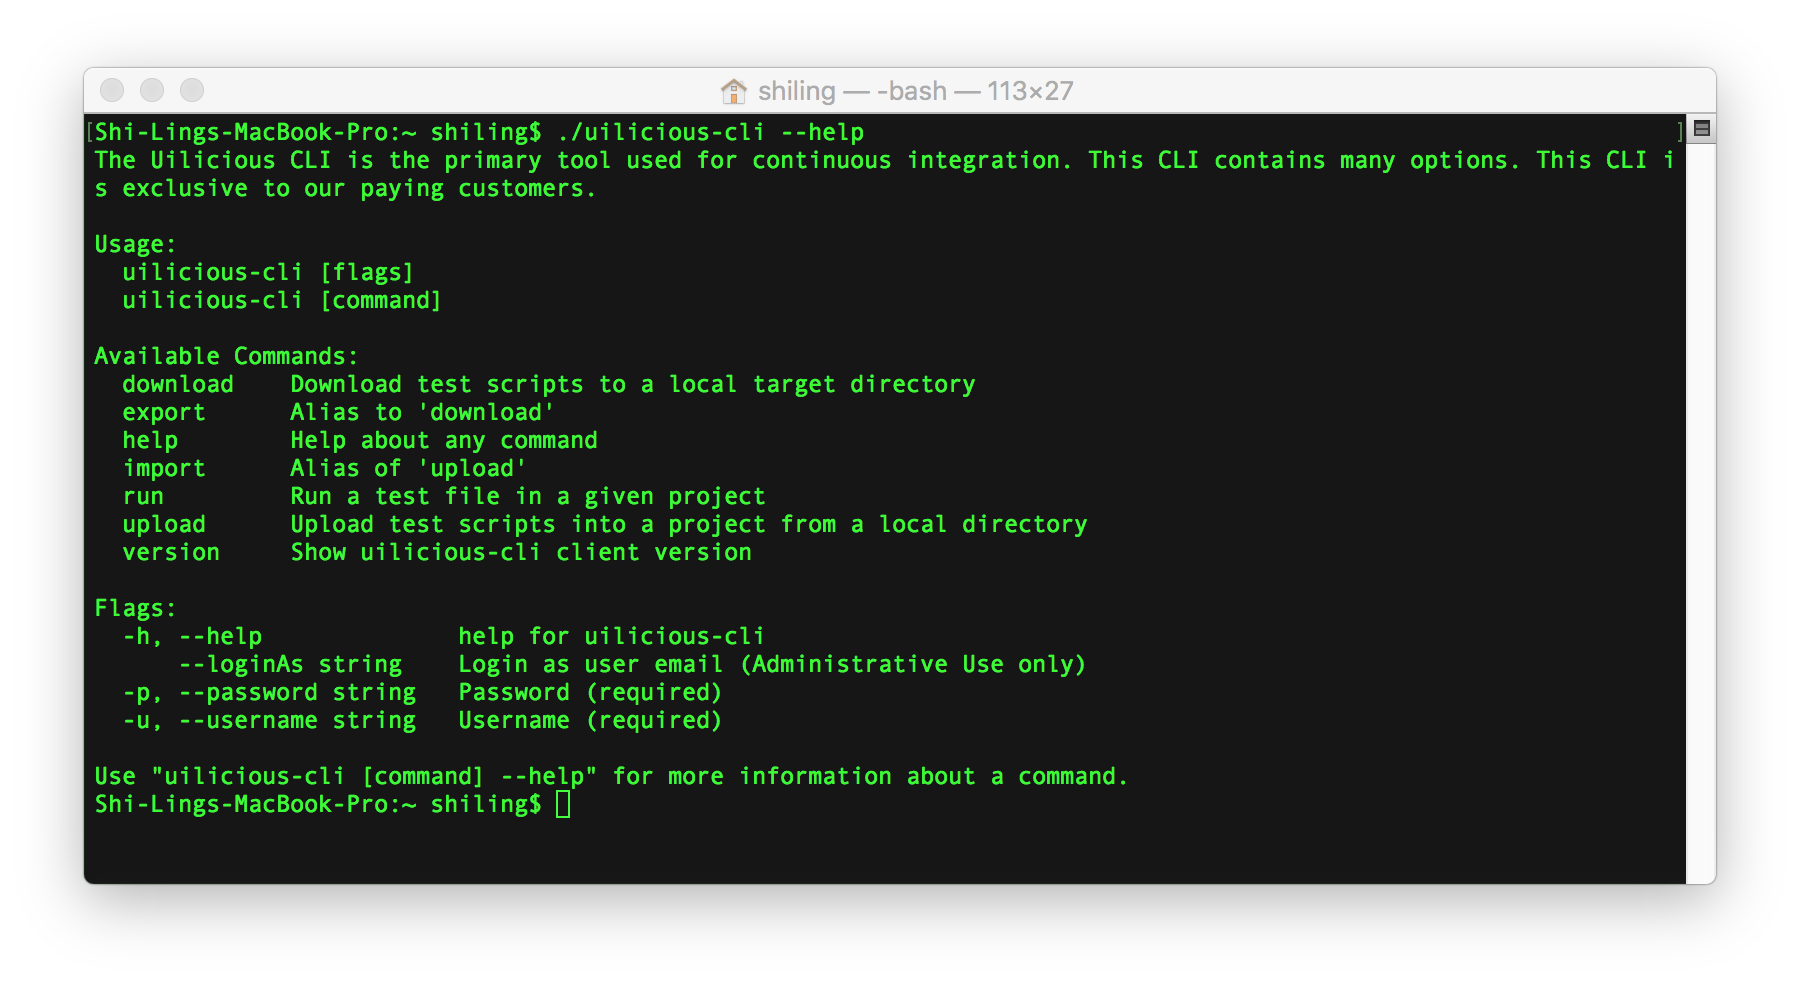 shiling — -bash — 113×27
[Shi-Lings-MacBook-Pro:~ shiling$ ./uilicious-cli --help ]
The Uilicious CLI is the primary tool used for continuous integration. This CLI contains many options. This CLI i
s exclusive to our paying customers.

Usage:
  uilicious-cli [flags]
  uilicious-cli [command]

Available Commands:
  download    Download test scripts to a local target directory
  export      Alias to 'download'
  help        Help about any command
  import      Alias of 'upload'
  run         Run a test file in a given project
  upload      Upload test scripts into a project from a local directory
  version     Show uilicious-cli client version

Flags:
  -h, --help              help for uilicious-cli
      --loginAs string    Login as user email (Administrative Use only)
  -p, --password string   Password (required)
  -u, --username string   Username (required)

Use "uilicious-cli [command] --help" for more information about a command.
Shi-Lings-MacBook-Pro:~ shiling$